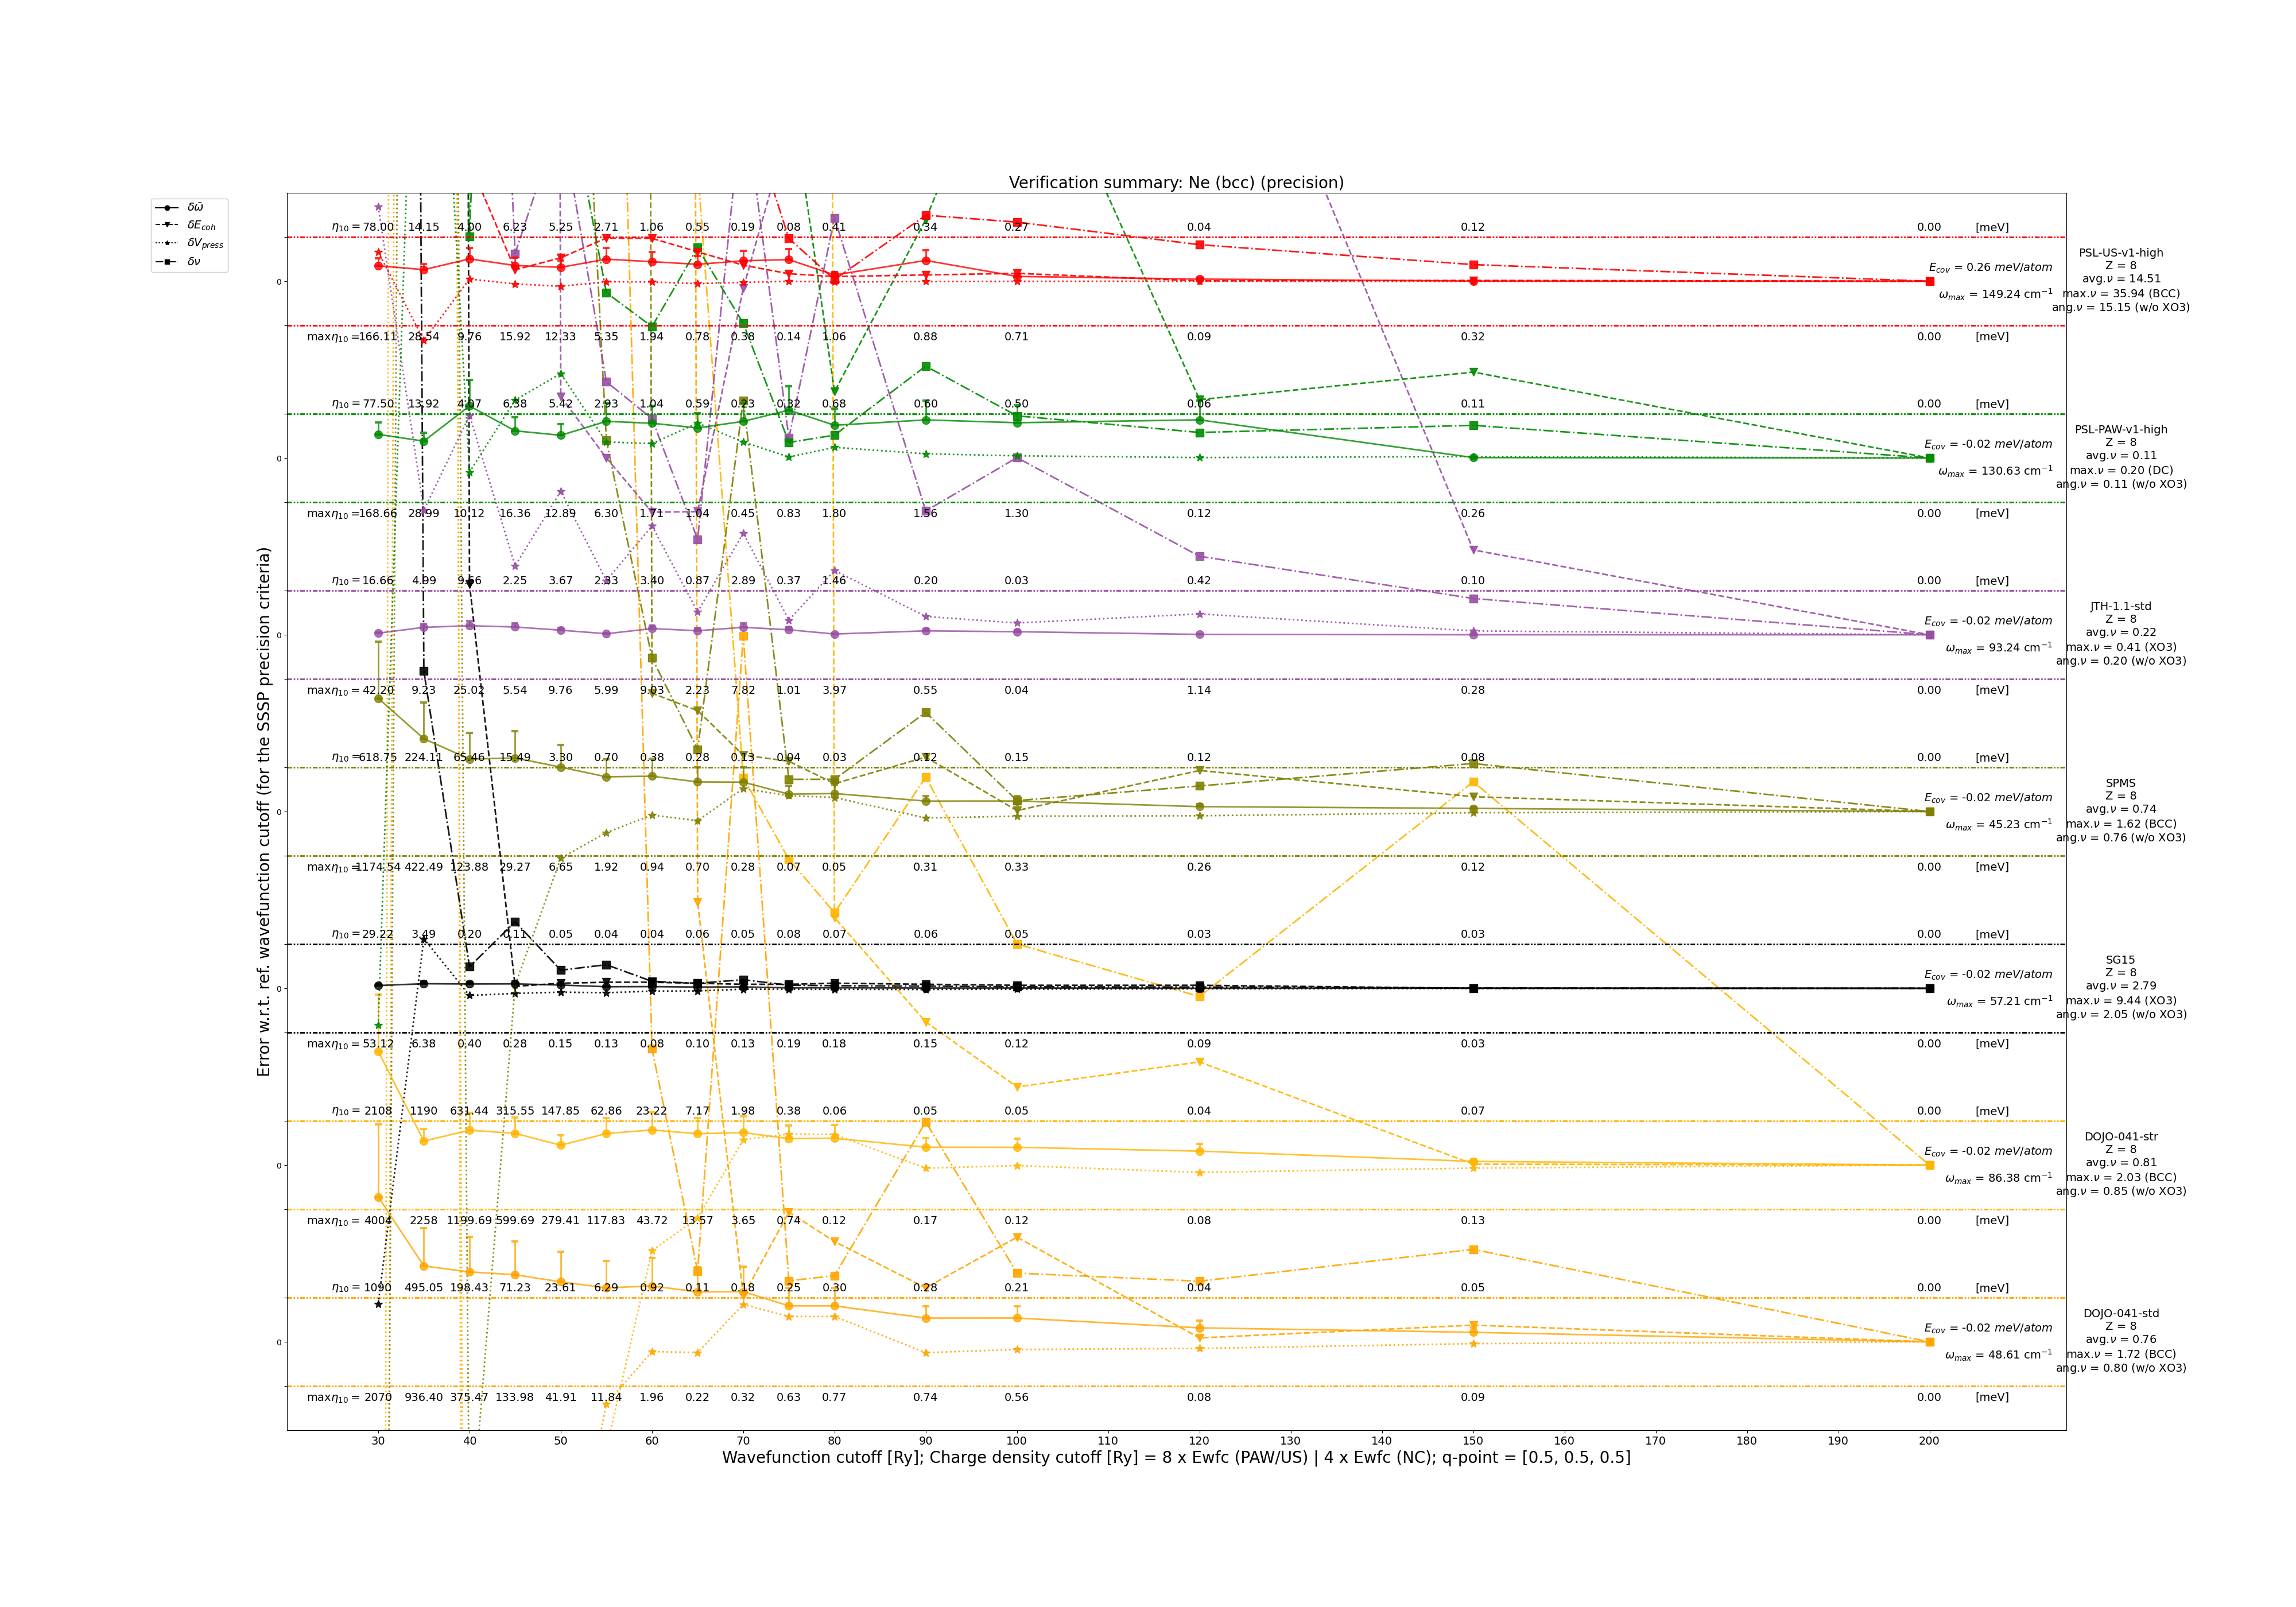 Verification summary: Ne (bcc) (precision)
δω̄
δE_coh
δV_press
δν
Error w.r.t. ref. wavefunction cutoff (for the SSSP precision criteria)
η₁₀ = 78.00 14.15 4.00 6.23 5.25 2.71 1.06 0.55 0.19 0.08 0.41 0.34 0.27 0.04 0.12 0.00 [meV]
0
E_cov = 0.26 meV/atom
ω_max = 149.24 cm⁻¹
PSL-US-v1-high
Z = 8
avg.ν = 14.51
max.ν = 35.94 (BCC)
ang.ν = 15.15 (w/o XO3)
maxη₁₀ = 166.11 28.54 9.76 15.92 12.33 5.35 1.94 0.78 0.38 0.14 1.06 0.88 0.71 0.09 0.32 0.00 [meV]
η₁₀ = 77.50 13.92 4.07 6.38 5.42 2.93 1.04 0.59 0.23 0.32 0.68 0.60 0.50 0.06 0.11 0.00 [meV]
0
E_cov = -0.02 meV/atom
ω_max = 130.63 cm⁻¹
PSL-PAW-v1-high
Z = 8
avg.ν = 0.11
max.ν = 0.20 (DC)
ang.ν = 0.11 (w/o XO3)
maxη₁₀ = 168.66 28.99 10.12 16.36 12.89 6.30 1.71 1.04 0.45 0.83 1.80 1.56 1.30 0.12 0.26 0.00 [meV]
η₁₀ = 16.66 4.99 9.66 2.25 3.67 2.33 3.40 0.87 2.89 0.37 1.46 0.20 0.03 0.42 0.10 0.00 [meV]
0
E_cov = -0.02 meV/atom
ω_max = 93.24 cm⁻¹
JTH-1.1-std
Z = 8
avg.ν = 0.22
max.ν = 0.41 (XO3)
ang.ν = 0.20 (w/o XO3)
maxη₁₀ = 42.20 9.23 25.02 5.54 9.76 5.99 9.03 2.23 7.82 1.01 3.97 0.55 0.04 1.14 0.28 0.00 [meV]
η₁₀ = 618.75 224.11 65.46 15.49 3.30 0.70 0.38 0.28 0.13 0.04 0.03 0.12 0.15 0.12 0.08 0.00 [meV]
0
E_cov = -0.02 meV/atom
ω_max = 45.23 cm⁻¹
SPMS
Z = 8
avg.ν = 0.74
max.ν = 1.62 (BCC)
ang.ν = 0.76 (w/o XO3)
maxη₁₀ = 1174.54 422.49 123.88 29.27 6.65 1.92 0.94 0.70 0.28 0.07 0.05 0.31 0.33 0.26 0.12 0.00 [meV]
η₁₀ = 29.22 3.49 0.20 0.11 0.05 0.04 0.04 0.06 0.05 0.08 0.07 0.06 0.05 0.03 0.03 0.00 [meV]
0
E_cov = -0.02 meV/atom
ω_max = 57.21 cm⁻¹
SG15
Z = 8
avg.ν = 2.79
max.ν = 9.44 (XO3)
ang.ν = 2.05 (w/o XO3)
maxη₁₀ = 53.12 6.38 0.40 0.28 0.15 0.13 0.08 0.10 0.13 0.19 0.18 0.15 0.12 0.09 0.03 0.00 [meV]
η₁₀ = 2108 1190 631.44 315.55 147.85 62.86 23.22 7.17 1.98 0.38 0.06 0.05 0.05 0.04 0.07 0.00 [meV]
0
E_cov = -0.02 meV/atom
ω_max = 86.38 cm⁻¹
DOJO-041-str
Z = 8
avg.ν = 0.81
max.ν = 2.03 (BCC)
ang.ν = 0.85 (w/o XO3)
maxη₁₀ = 4004 2258 1199.69 599.69 279.41 117.83 43.72 13.57 3.65 0.74 0.12 0.17 0.12 0.08 0.13 0.00 [meV]
η₁₀ = 1090 495.05 198.43 71.23 23.61 6.29 0.92 0.11 0.18 0.25 0.30 0.28 0.21 0.04 0.05 0.00 [meV]
0
E_cov = -0.02 meV/atom
ω_max = 48.61 cm⁻¹
DOJO-041-std
Z = 8
avg.ν = 0.76
max.ν = 1.72 (BCC)
ang.ν = 0.80 (w/o XO3)
maxη₁₀ = 2070 936.40 375.47 133.98 41.91 11.84 1.96 0.22 0.32 0.63 0.77 0.74 0.56 0.08 0.09 0.00 [meV]
30 40 50 60 70 80 90 100 110 120 130 140 150 160 170 180 190 200
Wavefunction cutoff [Ry]; Charge density cutoff [Ry] = 8 x Ewfc (PAW/US) | 4 x Ewfc (NC); q-point = [0.5, 0.5, 0.5]